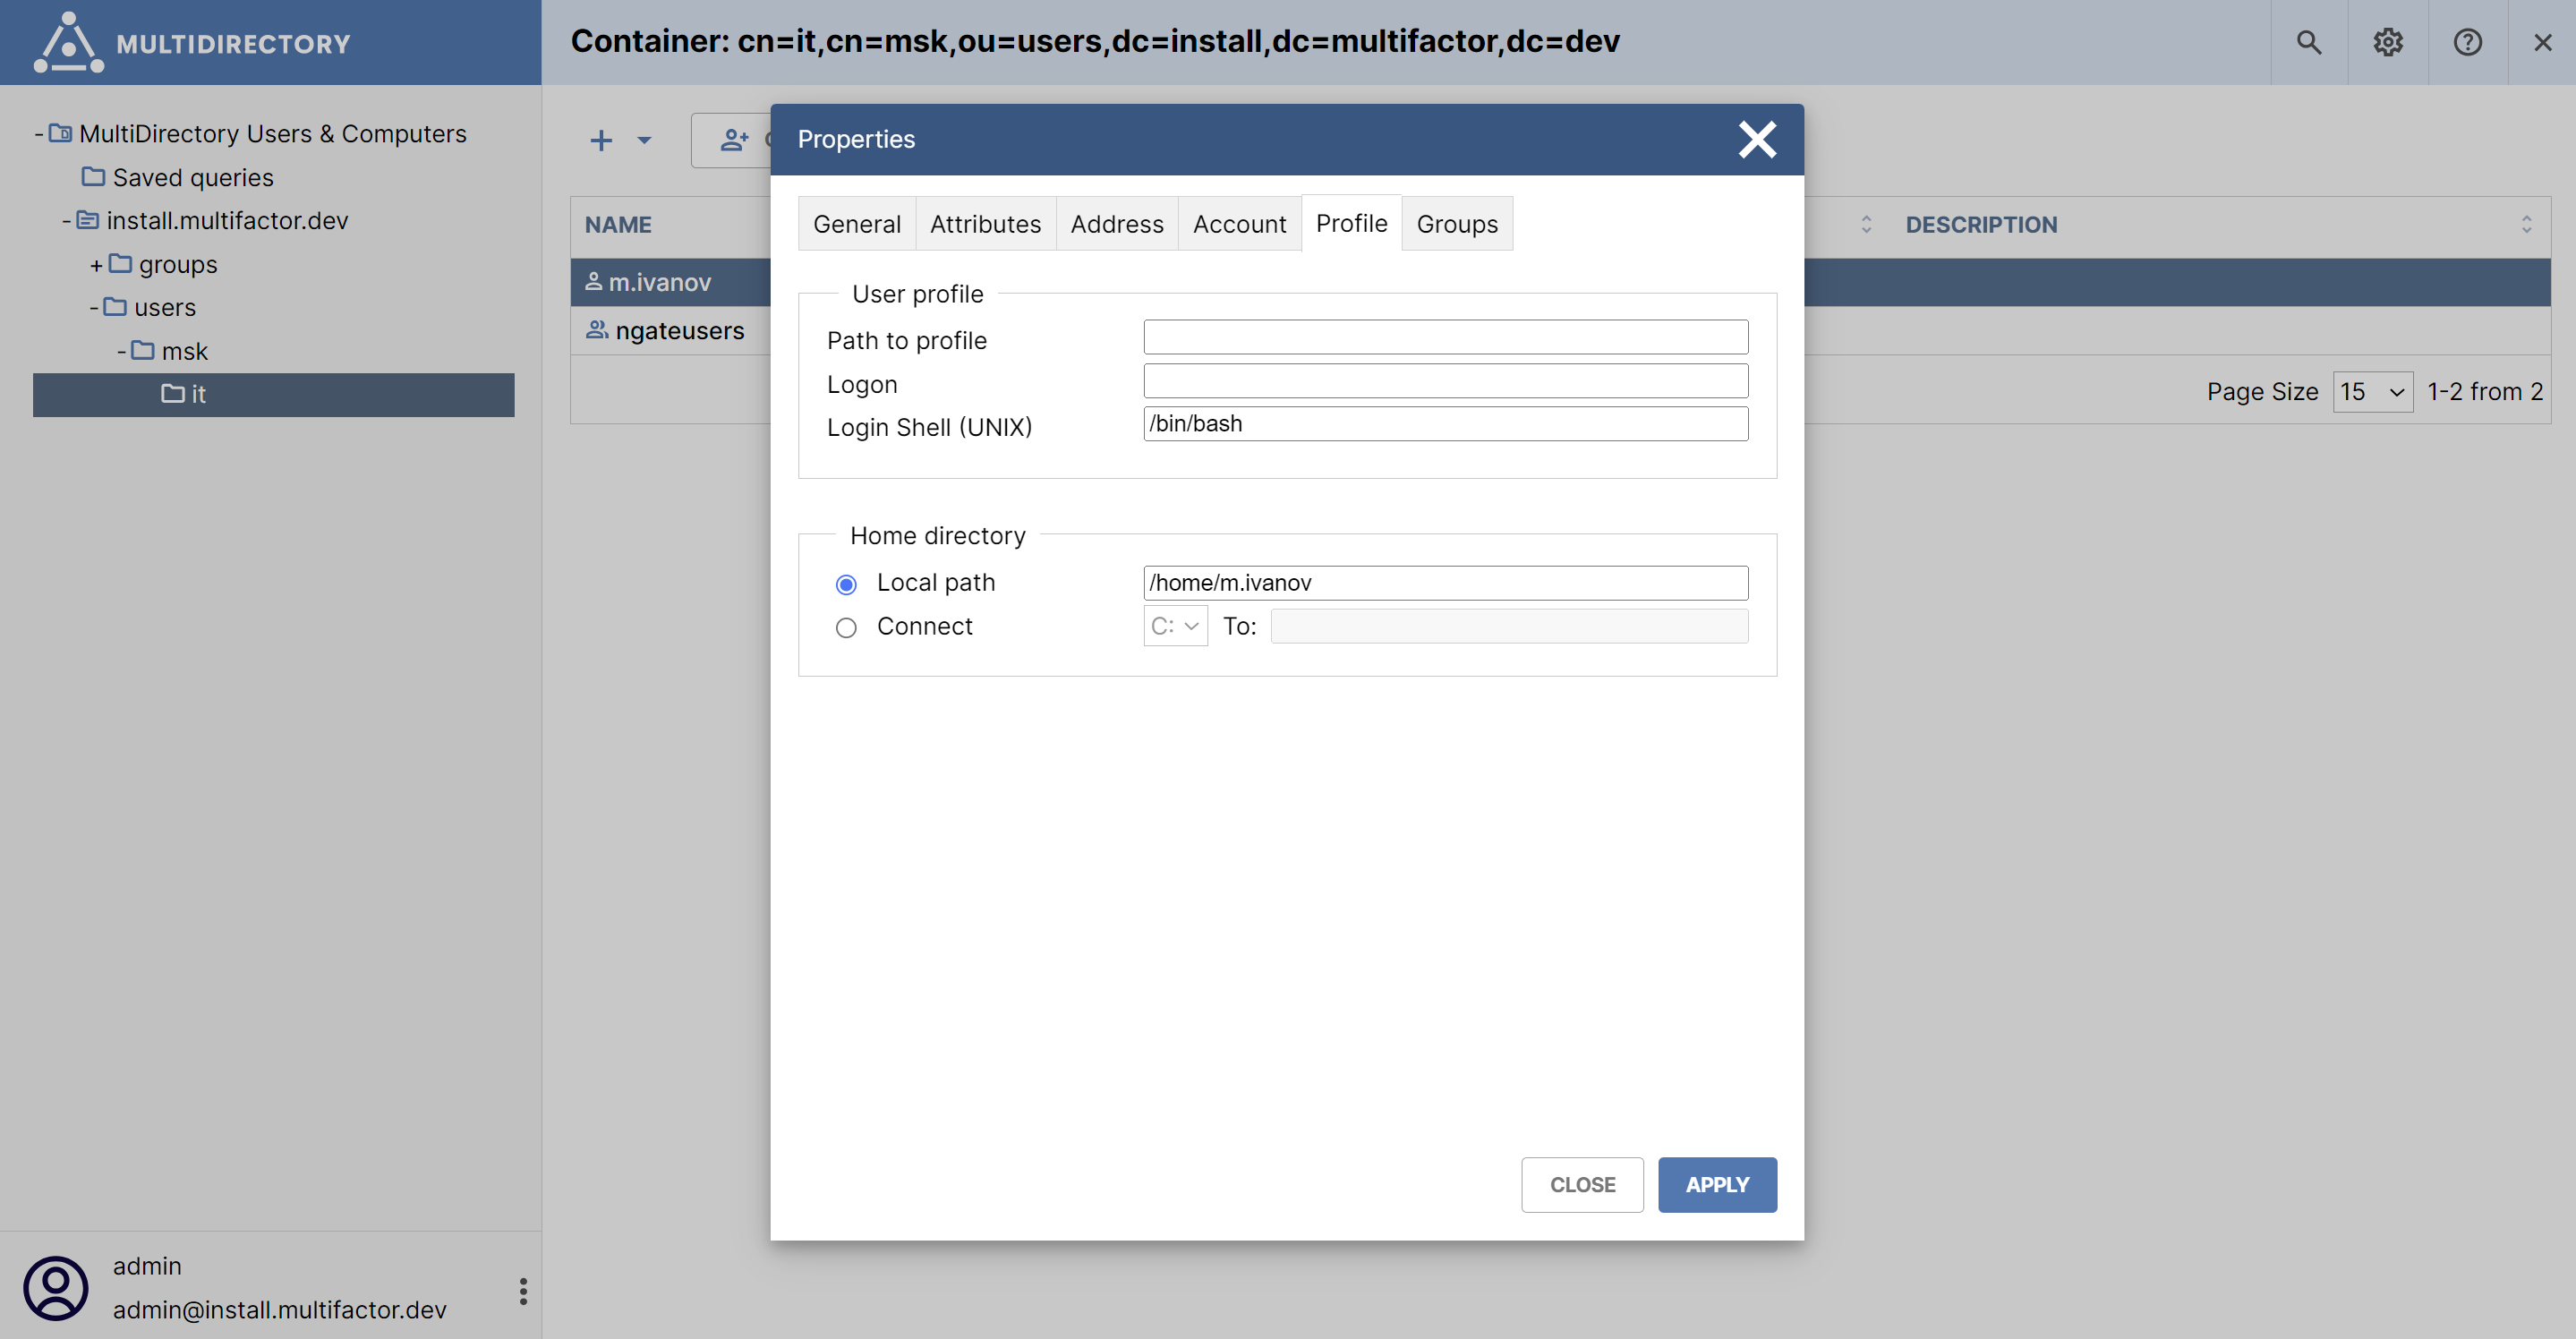 MULTIDIRECTORY
Container: cn=it,cn=msk,ou=users,dc=install,dc=multifactor,dc=dev
- MultiDirectory Users & Computers
Saved queries
- install.multifactor.dev
+ groups
- users
- msk
it
NAME
DESCRIPTION
m.ivanov
ngateusers
Page Size 15 1-2 from 2
Properties
General Attributes Address Account Profile Groups
User profile
Path to profile
Logon
Login Shell (UNIX) /bin/bash
Home directory
Local path /home/m.ivanov
Connect C: To:
CLOSE APPLY
admin
admin@install.multifactor.dev